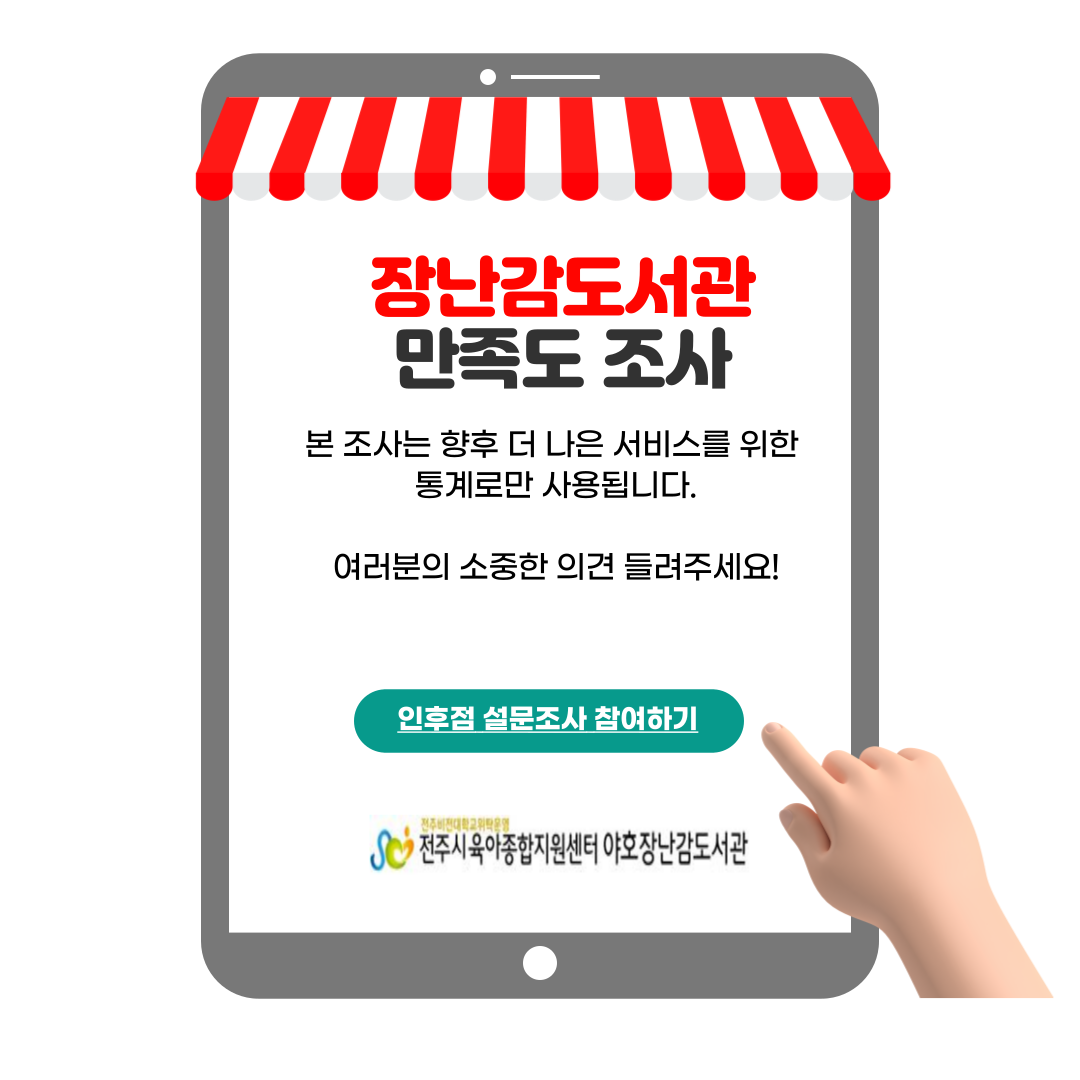 장난감도서관
만족도 조사
본 조사는 향후 더 나은 서비스를 위한
통계로만 사용됩니다.
여러분의 소중한 의견 들려주세요!
인후점 설문조사 참여하기
전주비전대학교위탁운영
전주시육아종합지원센터 야호장난감도서관